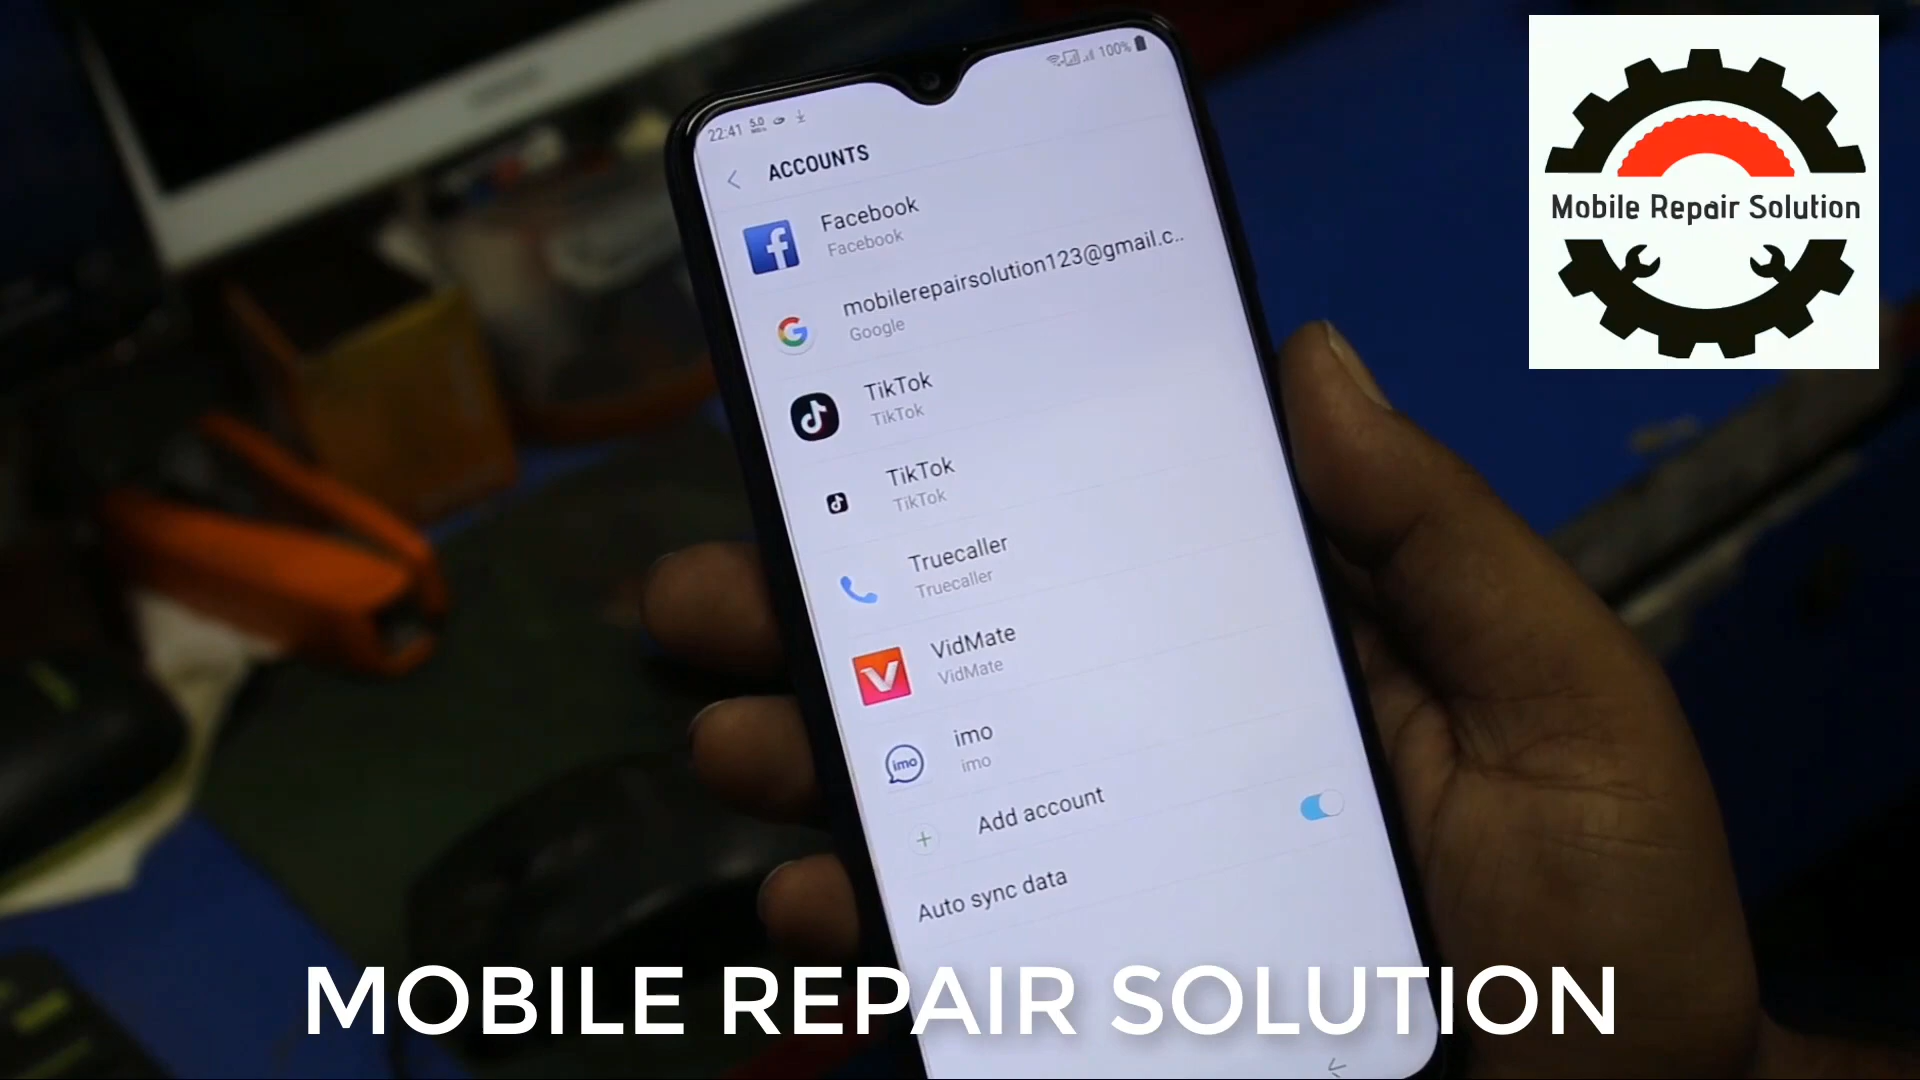 22:41
100%
ACCOUNTS
Facebook
Facebook
mobilerepairsolution123@gmail.c..
Google
TikTok
TikTok
TikTok
TikTok
Truecaller
Truecaller
VidMate
VidMate
imo
imo
imo
Add account
Auto sync data
Mobile Repair Solution
MOBILE REPAIR SOLUTION